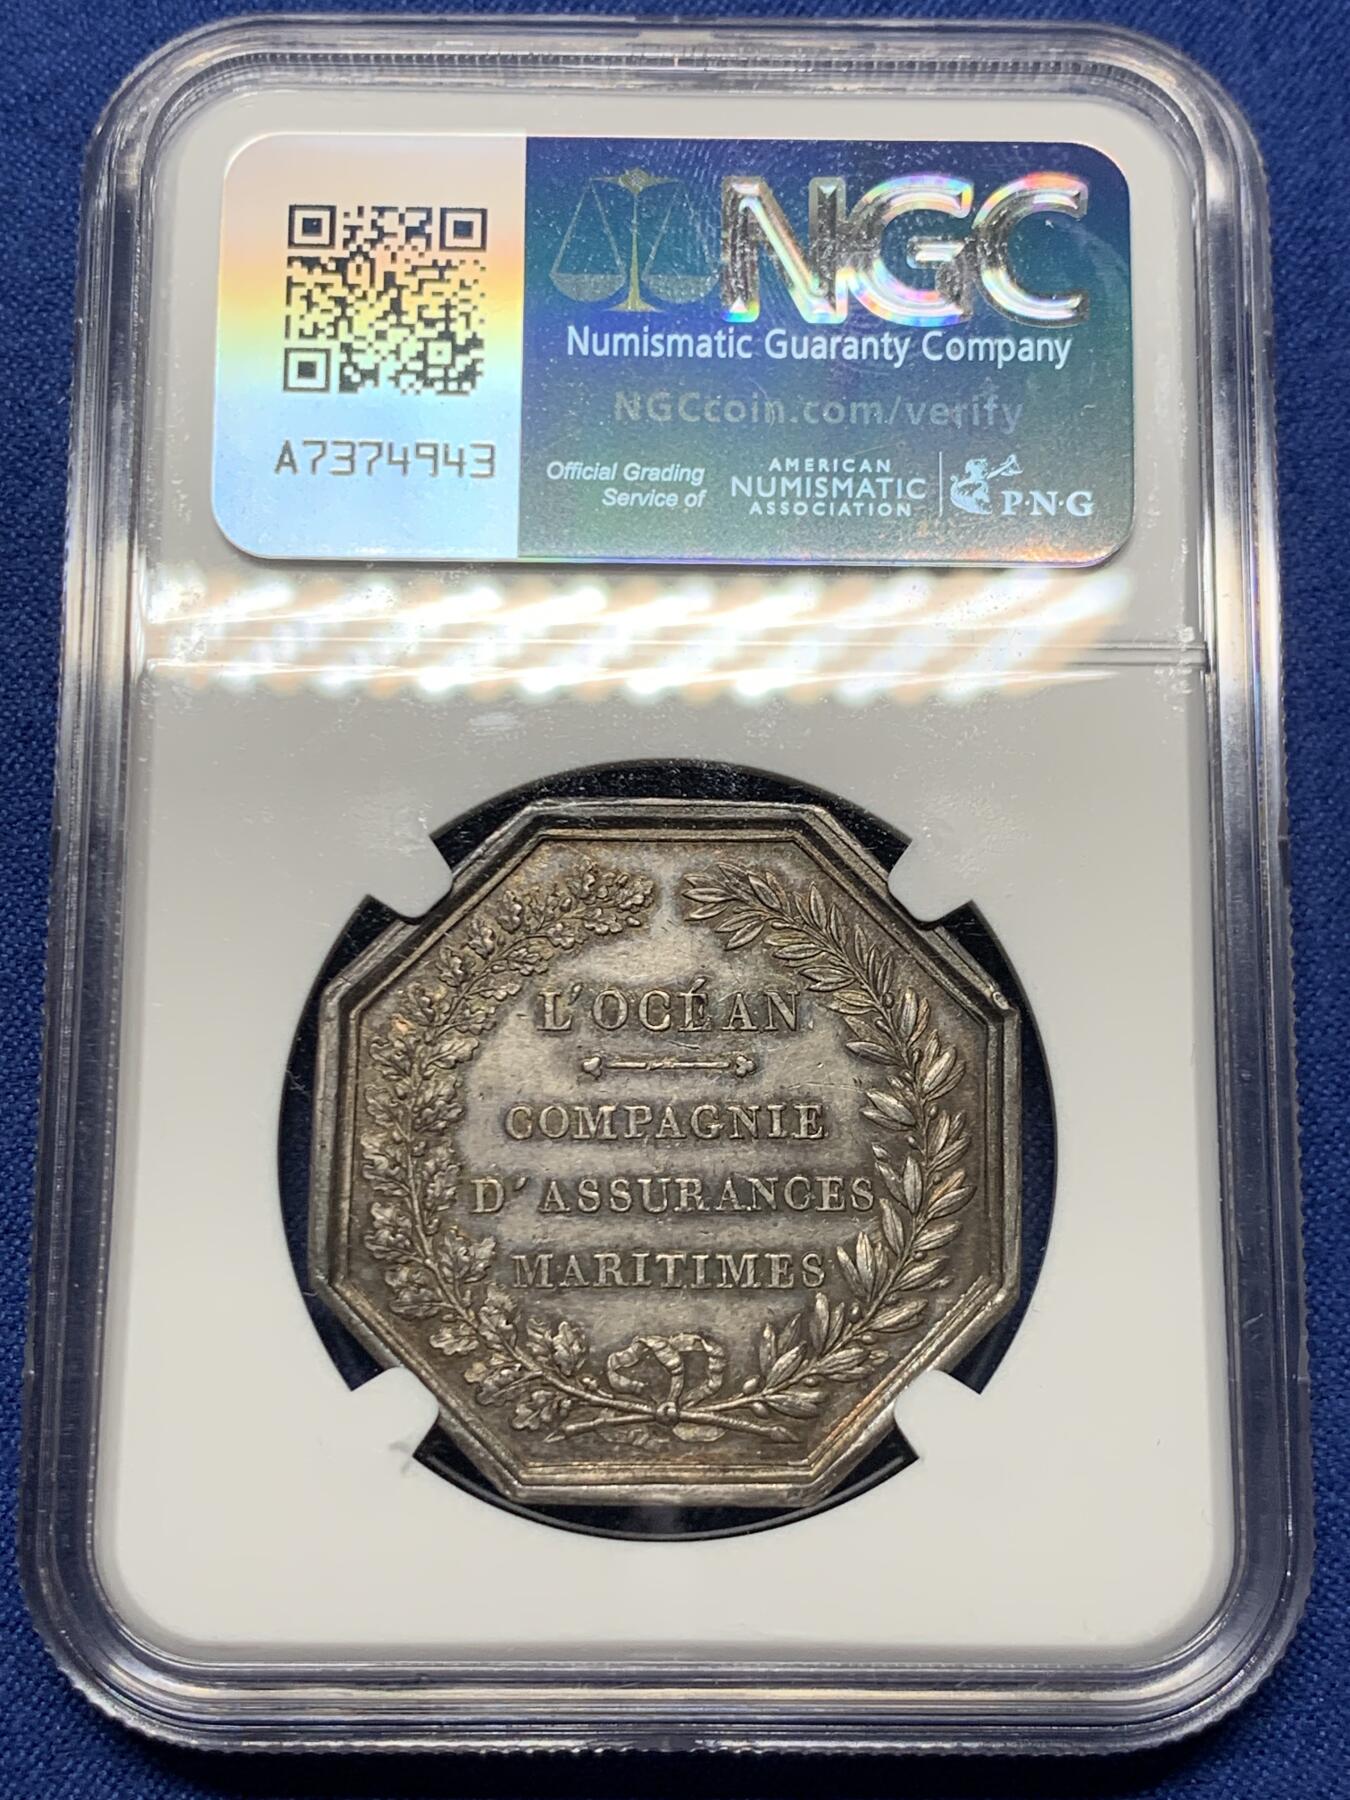 NGC
Numismatic Guaranty Company
NGCcoin.com/verify
A7374943
Official Grading
Service of
AMERICAN
NUMISMATIC
ASSOCIATION
P·N·G
L'OCÉAN
COMPAGNIE
D'ASSURANCES
MARITIMES